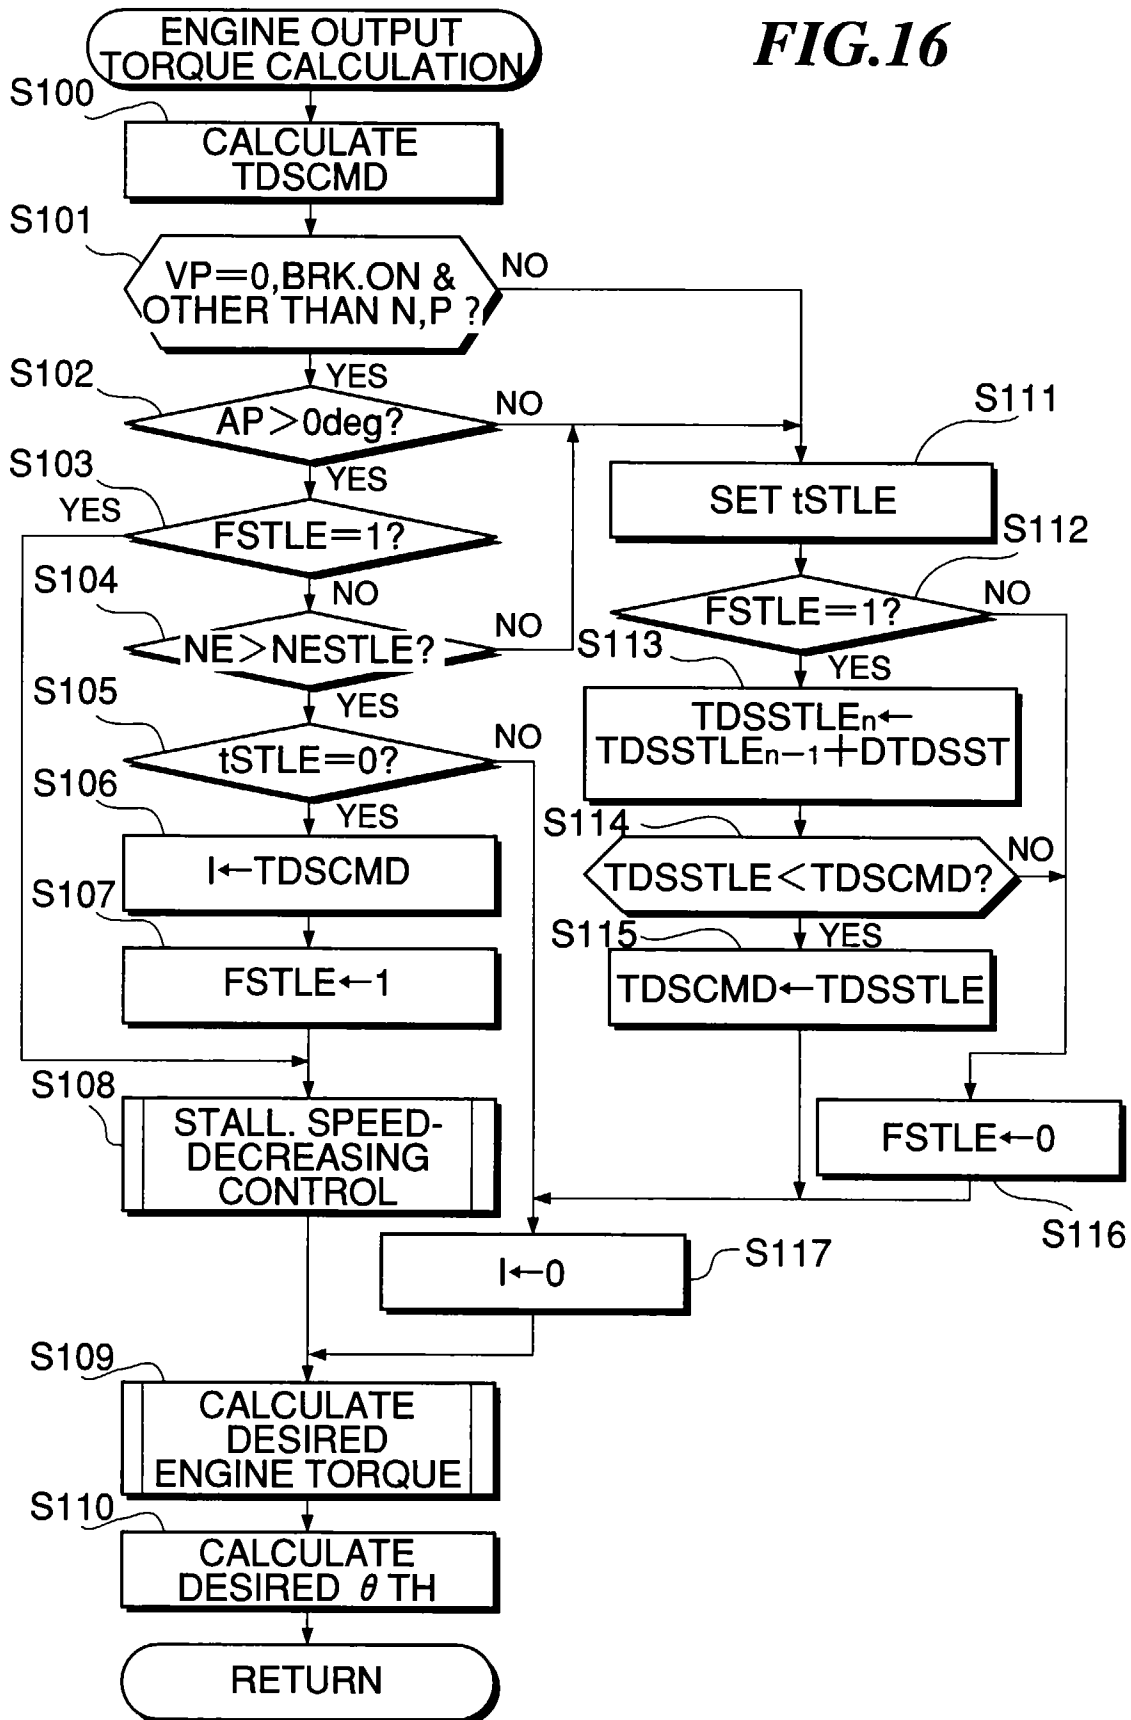 FIG.16
ENGINE OUTPUT
TORQUE CALCULATION
S100
CALCULATE
TDSCMD
S101
VP=0,BRK.ON &
OTHER THAN N,P ?
NO
YES
S102
AP>0deg?
NO
YES
S103
YES
FSTLE=1?
NO
S104
NE>NESTLE?
NO
YES
S105
tSTLE=0?
NO
YES
S106
I←TDSCMD
S107
FSTLE←1
S108
STALL. SPEED-
DECREASING
CONTROL
S111
SET tSTLE
S112
FSTLE=1?
NO
YES
S113
TDSSTLEn←
TDSSTLEn-1+DTDSST
S114
TDSSTLE<TDSCMD?
NO
YES
S115
TDSCMD←TDSSTLE
FSTLE←0
S116
I←0
S117
S109
CALCULATE
DESIRED
ENGINE TORQUE
S110
CALCULATE
DESIRED θ TH
RETURN